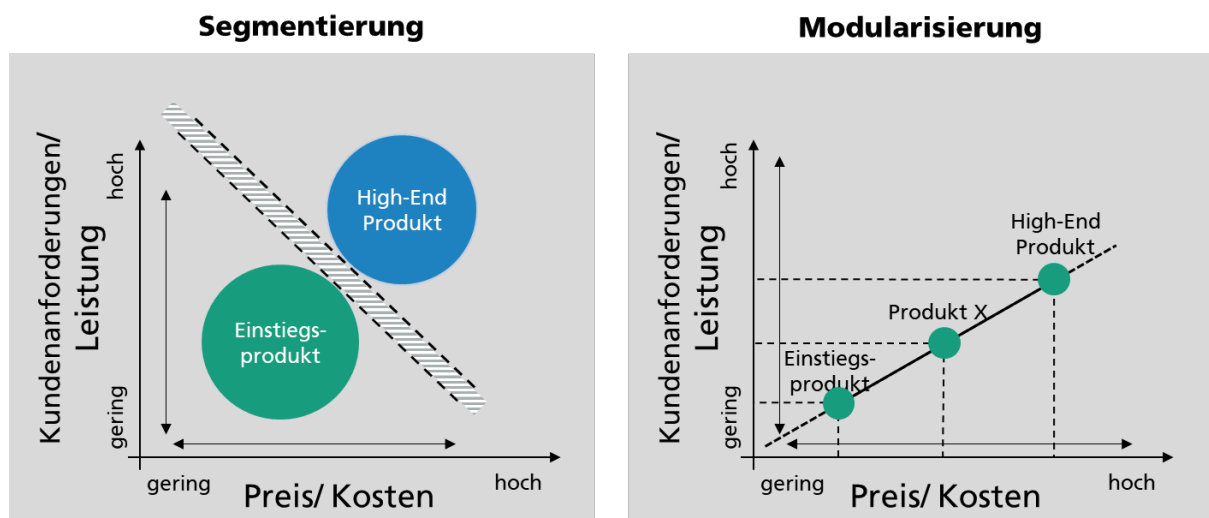 Segmentierung
Kundenanforderungen/
Leistung
hoch
gering
High-End
Produkt
Einstiegs-
produkt
gering
hoch
Preis/ Kosten
Modularisierung
Kundenanforderungen/
Leistung
hoch
gering
High-End
Produkt
Produkt X
Einstiegs-
produkt
gering
hoch
Preis/ Kosten